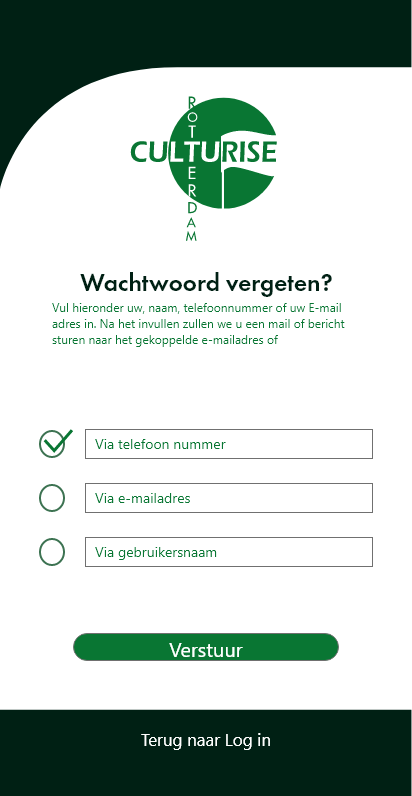 ROTTERDAM
CULTURISE
Wachtwoord vergeten?
Vul hieronder uw, naam, telefoonnummer of uw E-mail
adres in. Na het invullen zullen we u een mail of bericht
sturen naar het gekoppelde e-mailadres of
Via telefoon nummer
Via e-mailadres
Via gebruikersnaam
Verstuur
Terug naar Log in